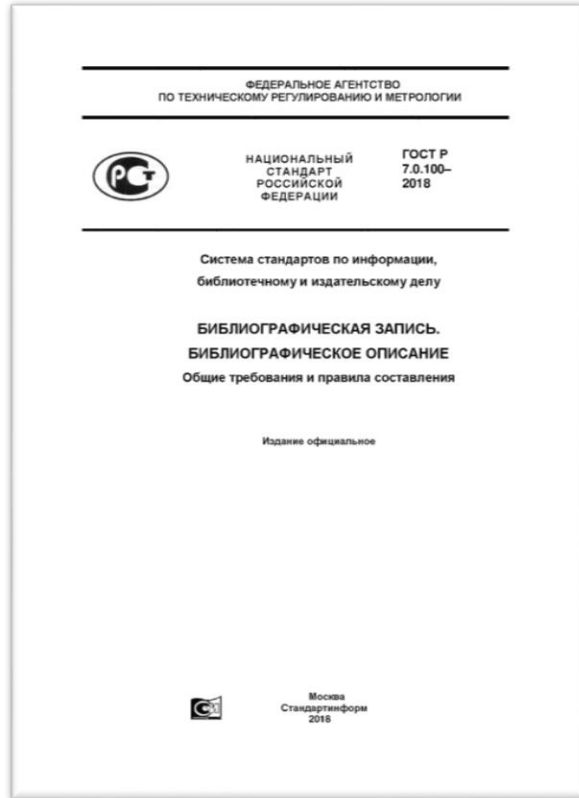 ФЕДЕРАЛЬНОЕ АГЕНТСТВО
ПО ТЕХНИЧЕСКОМУ РЕГУЛИРОВАНИЮ И МЕТРОЛОГИИ
РСТ
НАЦИОНАЛЬНЫЙ
СТАНДАРТ
РОССИЙСКОЙ
ФЕДЕРАЦИИ
ГОСТ Р
7.0.100–
2018
Система стандартов по информации,
библиотечному и издательскому делу
БИБЛИОГРАФИЧЕСКАЯ ЗАПИСЬ.
БИБЛИОГРАФИЧЕСКОЕ ОПИСАНИЕ
Общие требования и правила составления
Издание официальное
Москва
Стандартинформ
2018